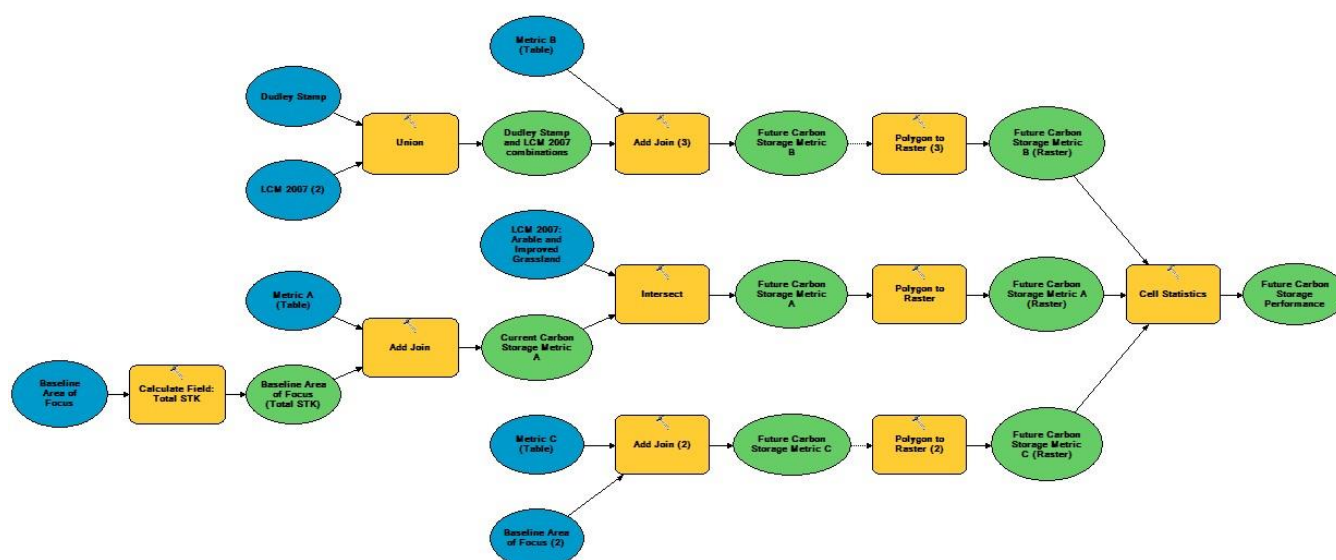 Metric B
(Table)
Dudley Stamp
Union
Dudley Stamp
and LCM 2007
combinations
Add Join (3)
Future Carbon
Storage Metric
B
Polygon to
Raster (3)
Future Carbon
Storage Metric
B (Raster)
LCM 2007 (2)
LCM 2007:
Arable and
Improved
Grassland
Metric A
(Table)
Intersect
Future Carbon
Storage Metric
A
Polygon to
Raster
Future Carbon
Storage Metric A
(Raster)
Cell Statistics
Future Carbon
Storage
Performance
Add Join
Current Carbon
Storage Metric
A
Baseline
Area of
Focus
Calculate Field:
Total STK
Baseline Area
of Focus
(Total STK)
Metric C
(Table)
Add Join (2)
Future Carbon
Storage Metric C
Polygon to
Raster (2)
Future Carbon
Storage Metric
C (Raster)
Baseline Area
of Focus (2)